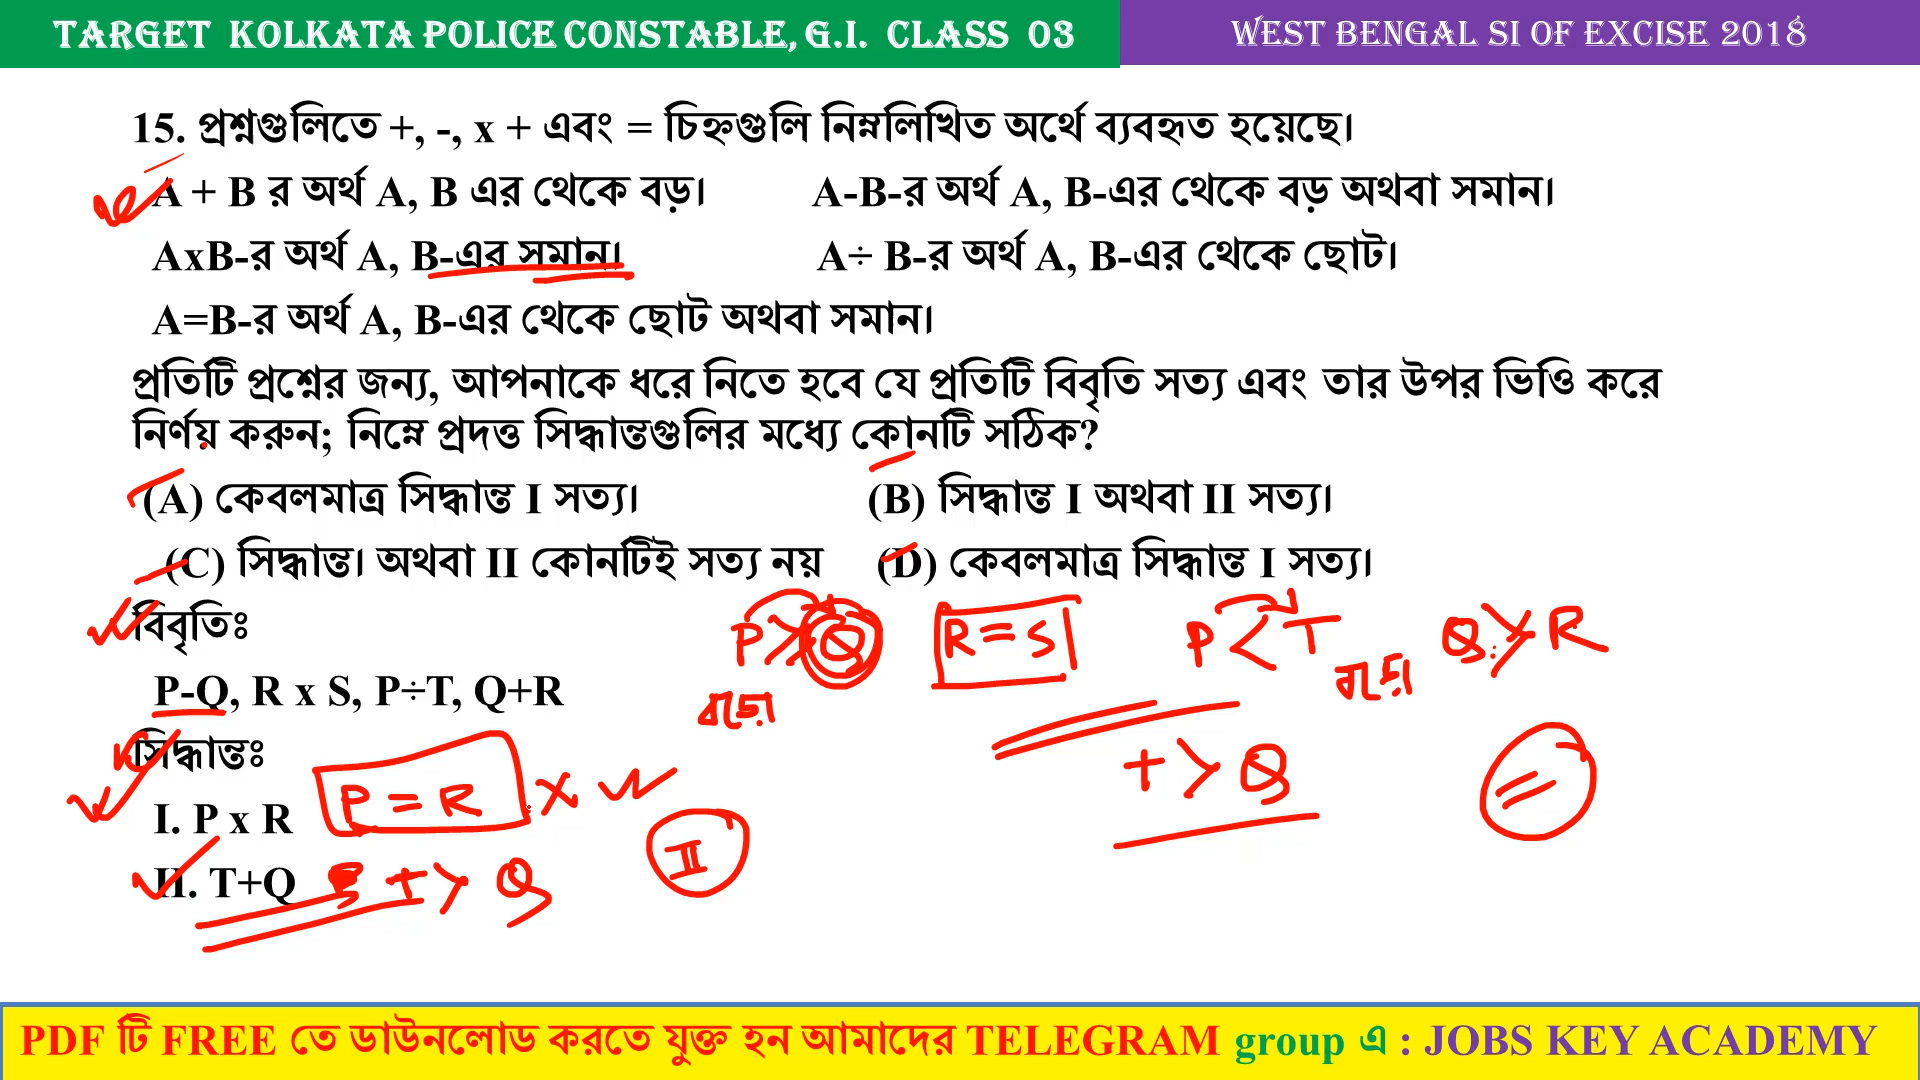 TARGET KOLKATA POLICE CONSTABLE, G.I. CLASS 03
WEST BENGAL SI OF EXCISE 2018
15. প্রশ্নগুলিতে +, -, x + এবং = চিহ্নগুলি নিম্নলিখিত অর্থে ব্যবহৃত হয়েছে।
A + B র অর্থ A, B এর থেকে বড়। A-B-র অর্থ A, B-এর থেকে বড় অথবা সমান।
AxB-র অর্থ A, B-এর সমান। A÷ B-র অর্থ A, B-এর থেকে ছোট।
A=B-র অর্থ A, B-এর থেকে ছোট অথবা সমান।
প্রতিটি প্রশ্নের জন্য, আপনাকে ধরে নিতে হবে যে প্রতিটি বিবৃতি সত্য এবং তার উপর ভিত্তি করে
নির্ণয় করুন; নিম্নে প্রদত্ত সিদ্ধান্তগুলির মধ্যে কোনটি সঠিক?
(A) কেবলমাত্র সিদ্ধান্ত I সত্য। (B) সিদ্ধান্ত I অথবা II সত্য।
(C) সিদ্ধান্ত। অথবা II কোনটিই সত্য নয় (D) কেবলমাত্র সিদ্ধান্ত I সত্য।
বিবৃতিঃ
P > Q R = S P < T Q > R
P-Q, R x S, P÷T, Q+R
বড়ো বড়ো
সিদ্ধান্তঃ
+ > Q =
I. P x R P = R x
II
II. T+Q + > Q
PDF টি FREE তে ডাউনলোড করতে যুক্ত হন আমাদের TELEGRAM group এ : JOBS KEY ACADEMY